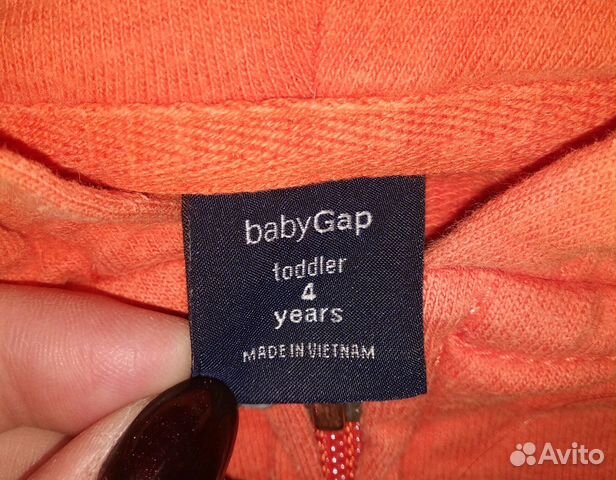 babyGap
toddler
4
years
MADE IN VIETNAM
Avito